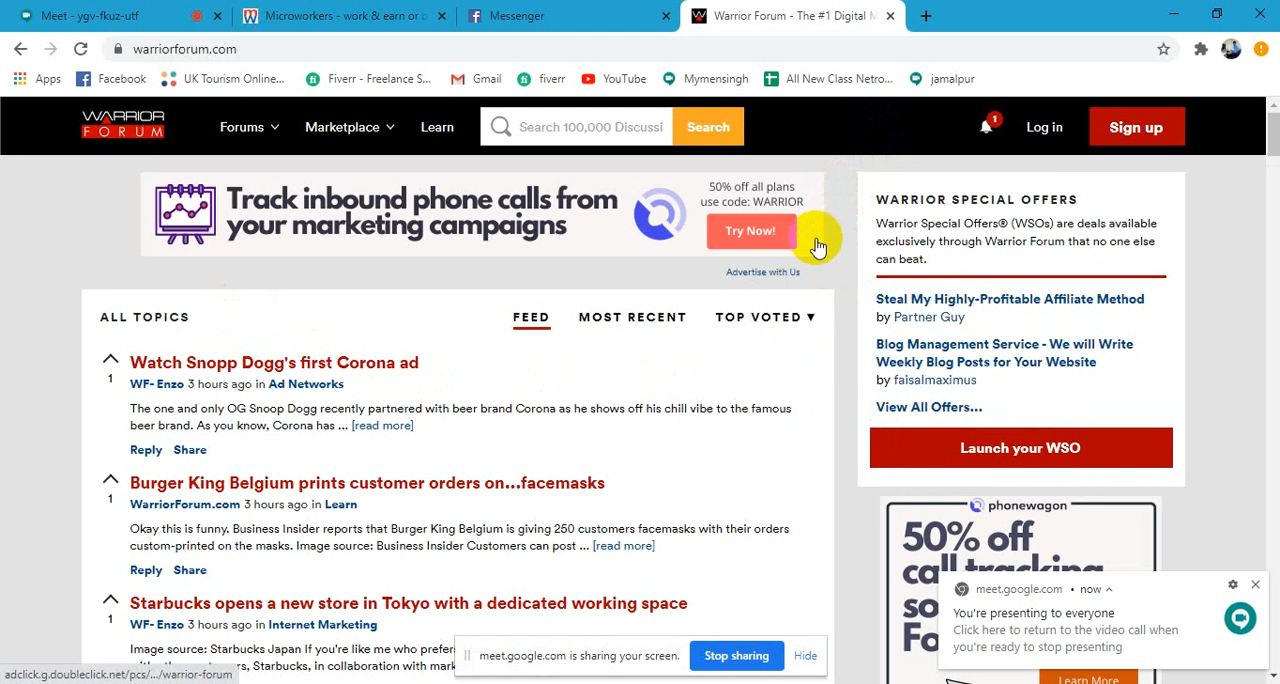 Meet - ygv-fkuz-utf
Microworkers - work & earn or o
Messenger
Warrior Forum - The #1 Digital M
warriorforum.com
Apps
Facebook
UK Tourism Online...
Fiverr - Freelance S...
Gmail
fiverr
YouTube
Mymensingh
All New Class Netro...
jamalpur
WARRIOR
FORUM
Forums
Marketplace
Learn
Search 100,000 Discussi
Search
1
Log in
Sign up
Track inbound phone calls from
your marketing campaigns
50% off all plans
use code: WARRIOR
Try Now!
Advertise with Us
ALL TOPICS
FEED
MOST RECENT
TOP VOTED ▼
Watch Snopp Dogg's first Corona ad
1
WF- Enzo 3 hours ago in Ad Networks
The one and only OG Snoop Dogg recently partnered with beer brand Corona as he shows off his chill vibe to the famous
beer brand. As you know, Corona has ... [read more]
Reply Share
Burger King Belgium prints customer orders on...facemasks
1
WarriorForum.com 3 hours ago in Learn
Okay this is funny. Business Insider reports that Burger King Belgium is giving 250 customers facemasks with their orders
custom-printed on the masks. Image source: Business Insider Customers can post ... [read more]
Reply Share
Starbucks opens a new store in Tokyo with a dedicated working space
1
WF- Enzo 3 hours ago in Internet Marketing
Image source: Starbucks Japan If you're like me who
Starbucks, in collaboration with
WARRIOR SPECIAL OFFERS
Warrior Special Offers® (WSOs) are deals available
exclusively through Warrior Forum that no one else
can beat.
Steal My Highly-Profitable Affiliate Method
by Partner Guy
Blog Management Service - We will Write
Weekly Blog Posts for Your Website
by faisalmaximus
View All Offers...
Launch your WSO
phonewagon
50% off
call tracking
Learn More
meet.google.com • now
You're presenting to everyone
Click here to return to the video call when
you're ready to stop presenting
meet.google.com is sharing your screen.
Stop sharing
Hide
adclick.g.doubleclick.net/pcs/.../warrior-forum